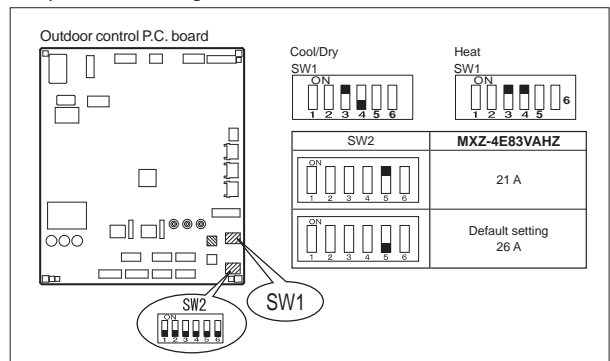 Outdoor control P.C. board
Cool/Dry
SW1
ON
1 2 3 4 5 6
Heat
SW1
ON
1 2 3 4 5 6
SW2
MXZ-4E83VAHZ
ON
1 2 3 4 5 6
21 A
ON
1 2 3 4 5 6
Default setting
26 A
SW2
ON
1 2 3 4 5 6
SW1